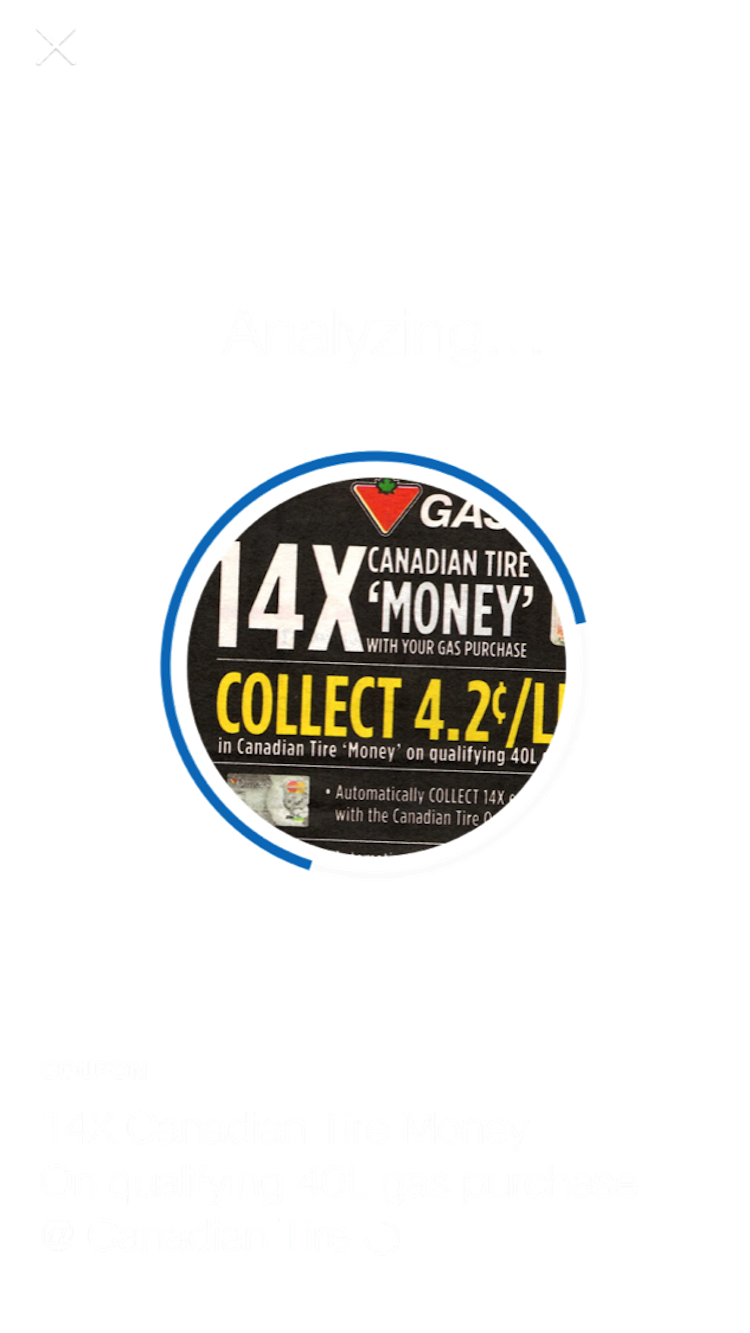 Analyzing...
GAS
14X CANADIAN TIRE
‘MONEY’
WITH YOUR GAS PURCHASE
COLLECT 4.2¢/L
in Canadian Tire ‘Money’ on qualifying 40L
• Automatically COLLECT 14X
with the Canadian Tire
14X Canadian Tire Money
On qualifying 40L gas purchase
@ Canadian Tire